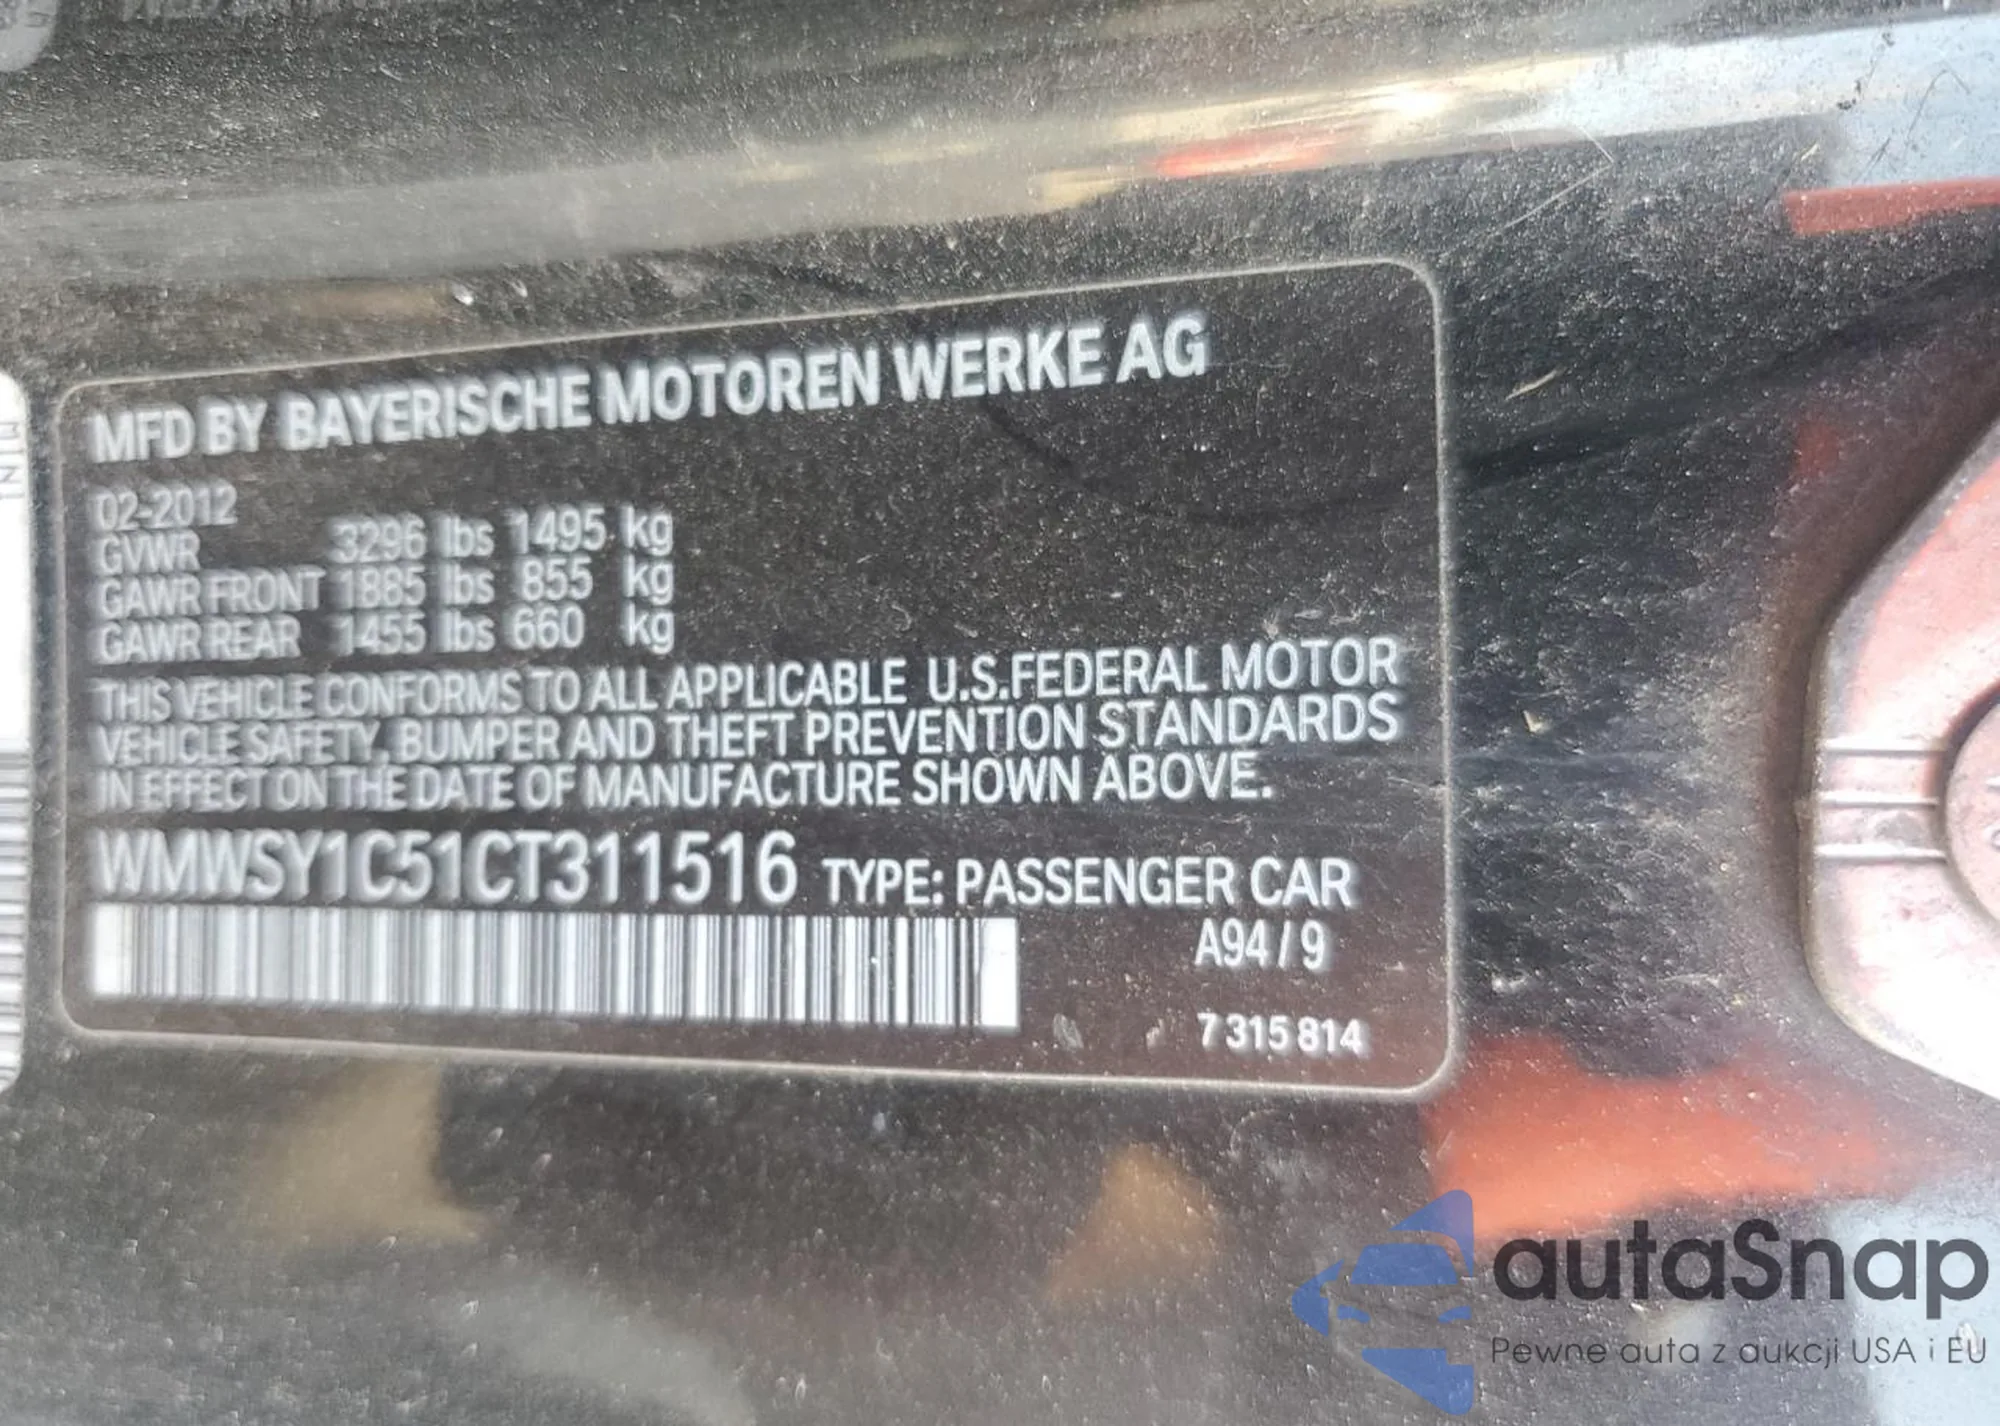 MFD BY BAYERISCHE MOTOREN WERKE AG
02-2012
GVWR 3296 lbs 1495 kg
GAWR FRONT 1885 lbs 855 kg
GAWR REAR 1455 lbs 660 kg
THIS VEHICLE CONFORMS TO ALL APPLICABLE U.S.FEDERAL MOTOR
VEHICLE SAFETY, BUMPER AND THEFT PREVENTION STANDARDS
IN EFFECT ON THE DATE OF MANUFACTURE SHOWN ABOVE.
WMWSY1C51CT311516 TYPE: PASSENGER CAR
A94/9
7 315 814
autaSnap
Pewne auta z aukcji USA i EU